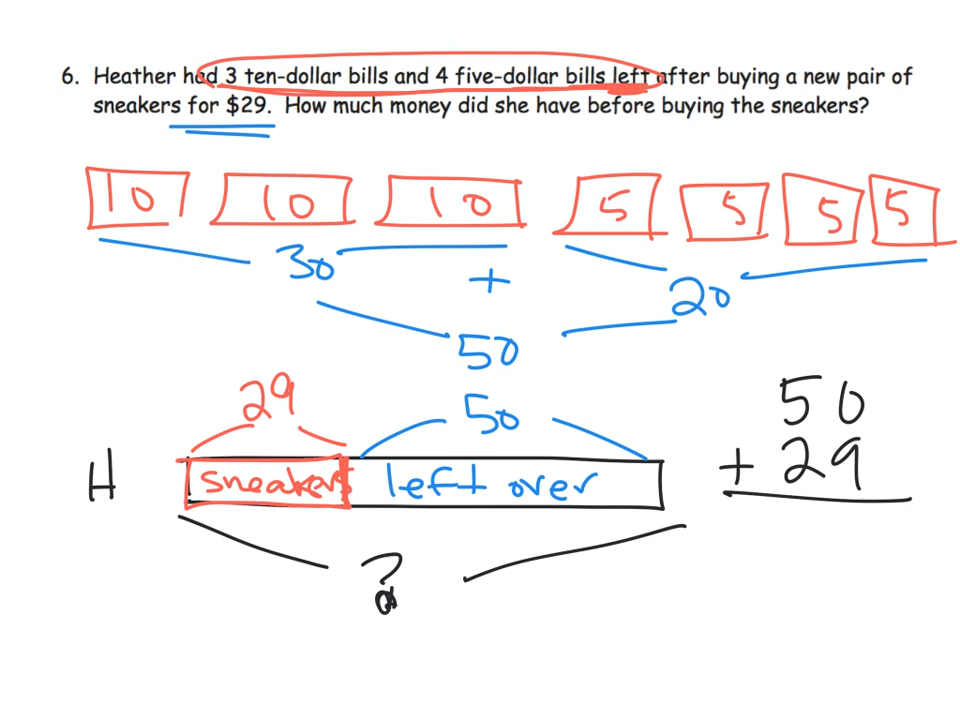 6. Heather had 3 ten-dollar bills and 4 five-dollar bills left after buying a new pair of
sneakers for $29. How much money did she have before buying the sneakers?
10 10 10 5 5 5 5
30 + 20
50
29 50
H sneakers left over
?
50
+ 29